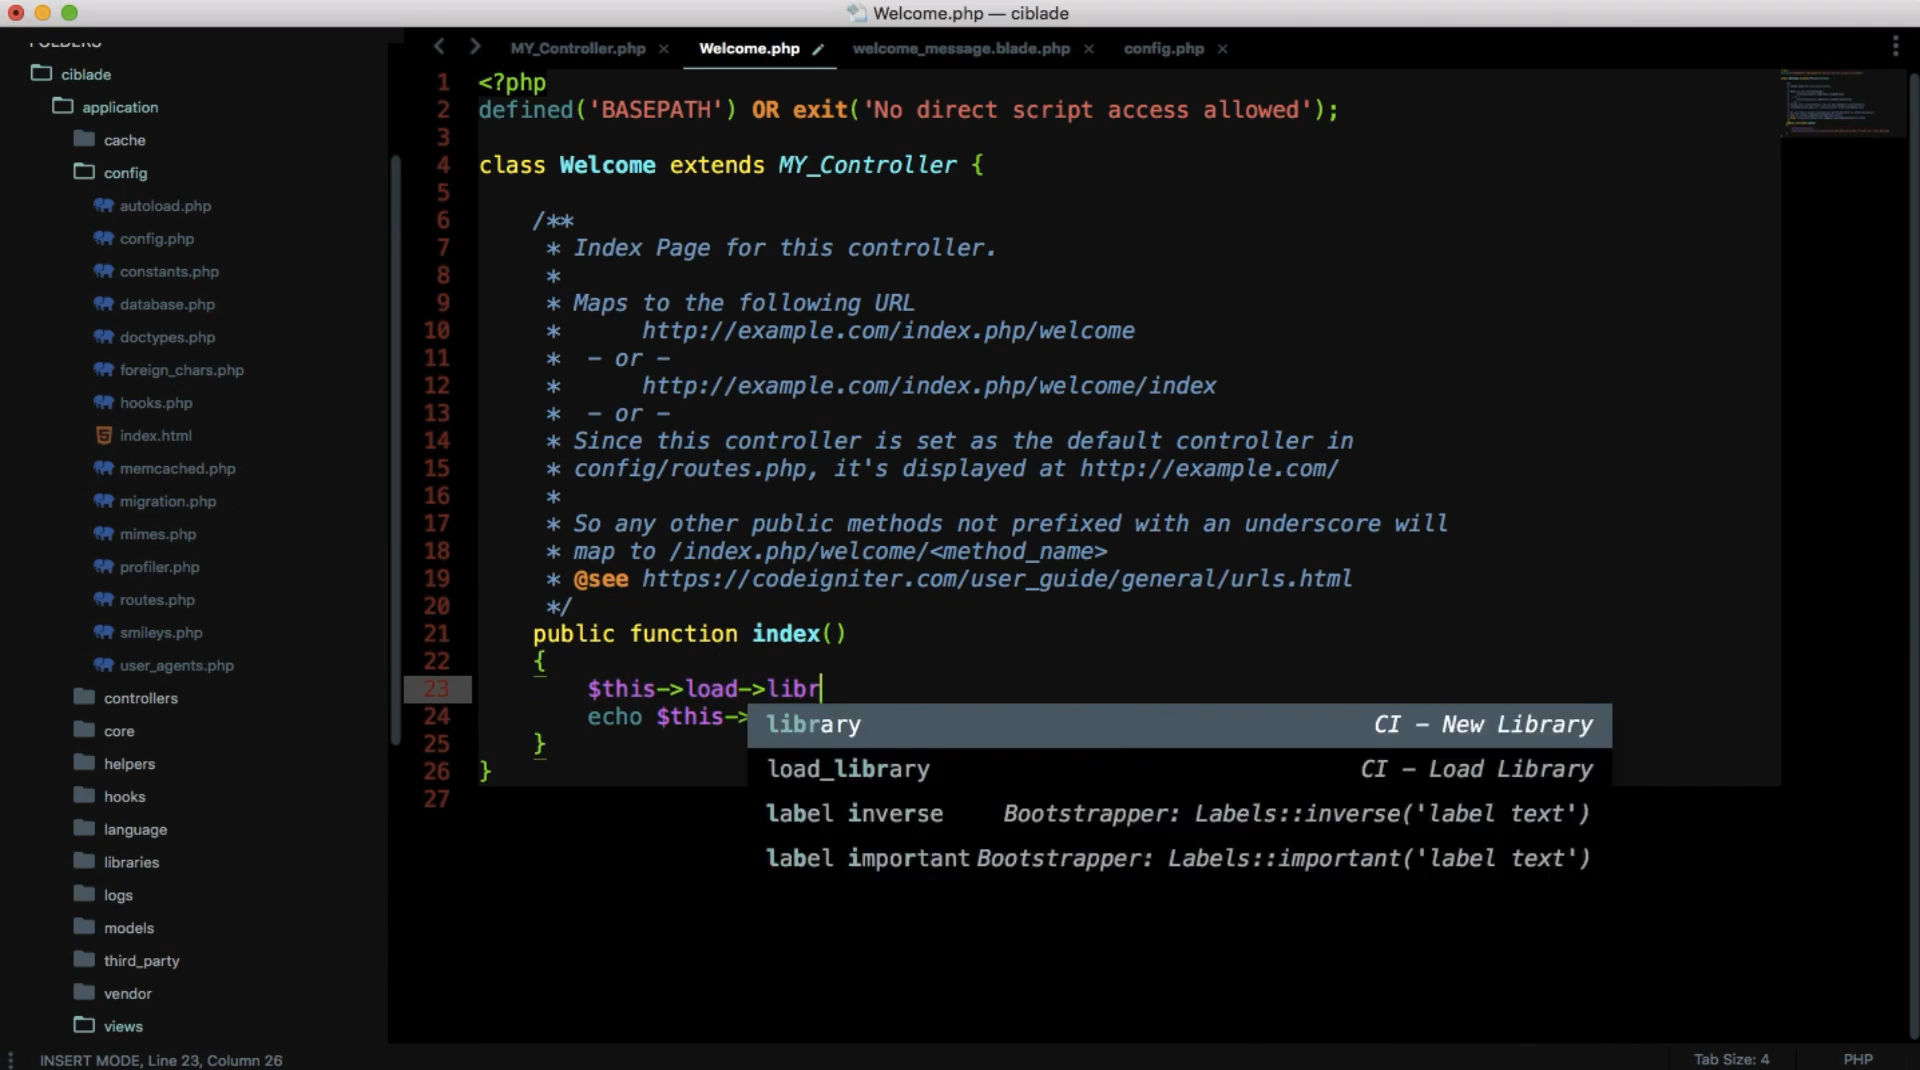 Welcome.php — ciblade
FOLDERS
ciblade
application
cache
config
autoload.php
config.php
constants.php
database.php
doctypes.php
foreign_chars.php
hooks.php
index.html
memcached.php
migration.php
mimes.php
profiler.php
routes.php
smileys.php
user_agents.php
controllers
core
helpers
hooks
language
libraries
logs
models
third_party
vendor
views
MY_Controller.php × Welcome.php welcome_message.blade.php × config.php ×
1 <?php
2 defined('BASEPATH') OR exit('No direct script access allowed');
3
4 class Welcome extends MY_Controller {
5
6 /**
7 * Index Page for this controller.
8 *
9 * Maps to the following URL
10 * http://example.com/index.php/welcome
11 * - or -
12 * http://example.com/index.php/welcome/index
13 * - or -
14 * Since this controller is set as the default controller in
15 * config/routes.php, it's displayed at http://example.com/
16 *
17 * So any other public methods not prefixed with an underscore will
18 * map to /index.php/welcome/<method_name>
19 * @see https://codeigniter.com/user_guide/general/urls.html
20 */
21 public function index()
22 {
23 $this->load->libr
24 echo $this->
25 }
26 }
27
library CI - New Library
load_library CI - Load Library
label inverse Bootstrapper: Labels::inverse('label text')
label important Bootstrapper: Labels::important('label text')
INSERT MODE, Line 23, Column 26 Tab Size: 4 PHP